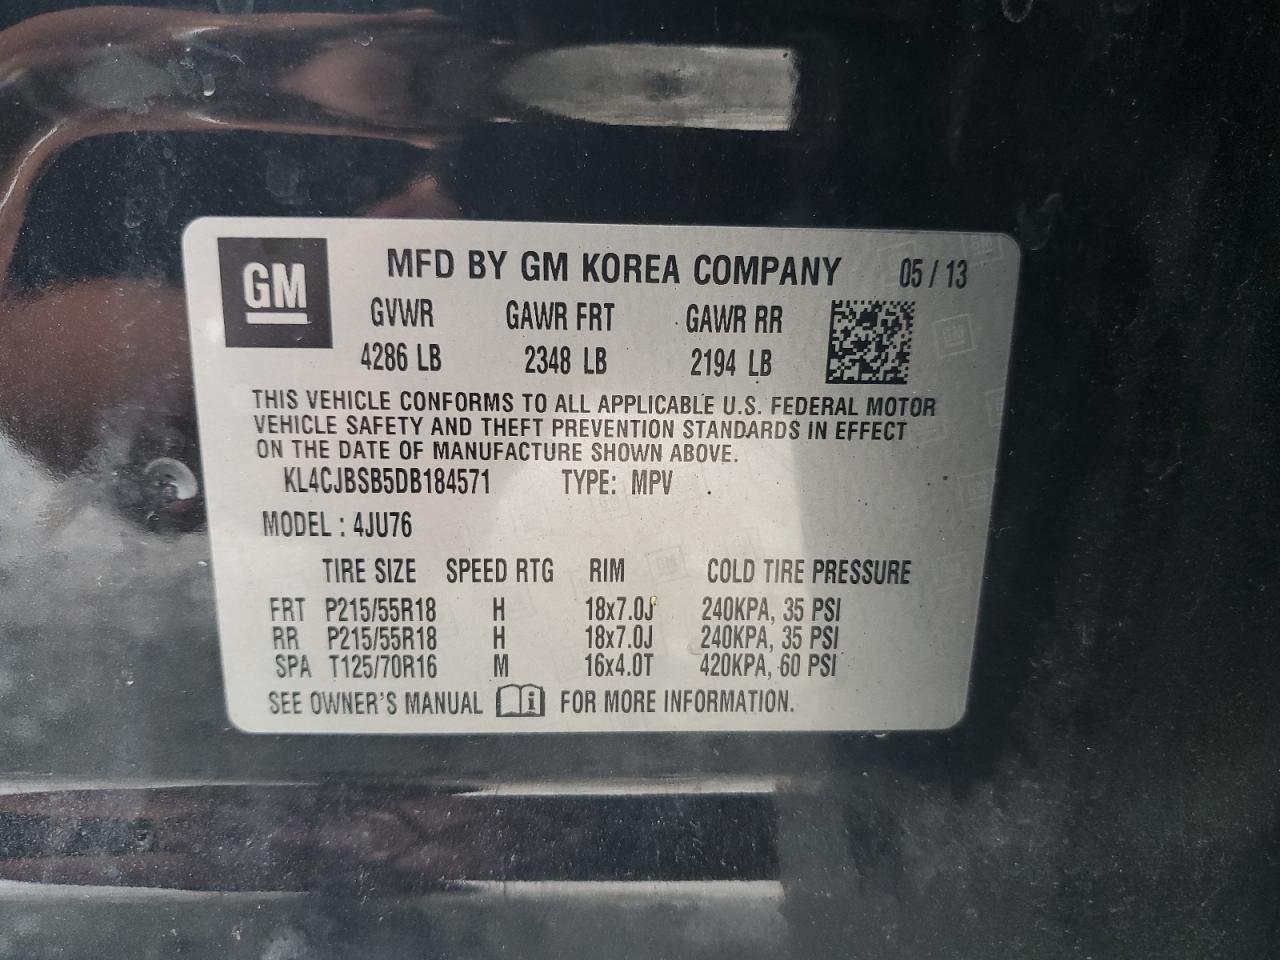 GM
MFD BY GM KOREA COMPANY 05 / 13
GVWR GAWR FRT GAWR RR
4286 LB 2348 LB 2194 LB
THIS VEHICLE CONFORMS TO ALL APPLICABLE U.S. FEDERAL MOTOR
VEHICLE SAFETY AND THEFT PREVENTION STANDARDS IN EFFECT
ON THE DATE OF MANUFACTURE SHOWN ABOVE.
KL4CJBSB5DB184571 TYPE: MPV
MODEL : 4JU76
TIRE SIZE SPEED RTG RIM COLD TIRE PRESSURE
FRT P215/55R18 H 18x7.0J 240KPA, 35 PSI
RR P215/55R18 H 18x7.0J 240KPA, 35 PSI
SPA T125/70R16 M 16x4.0T 420KPA, 60 PSI
SEE OWNER'S MANUAL i FOR MORE INFORMATION.